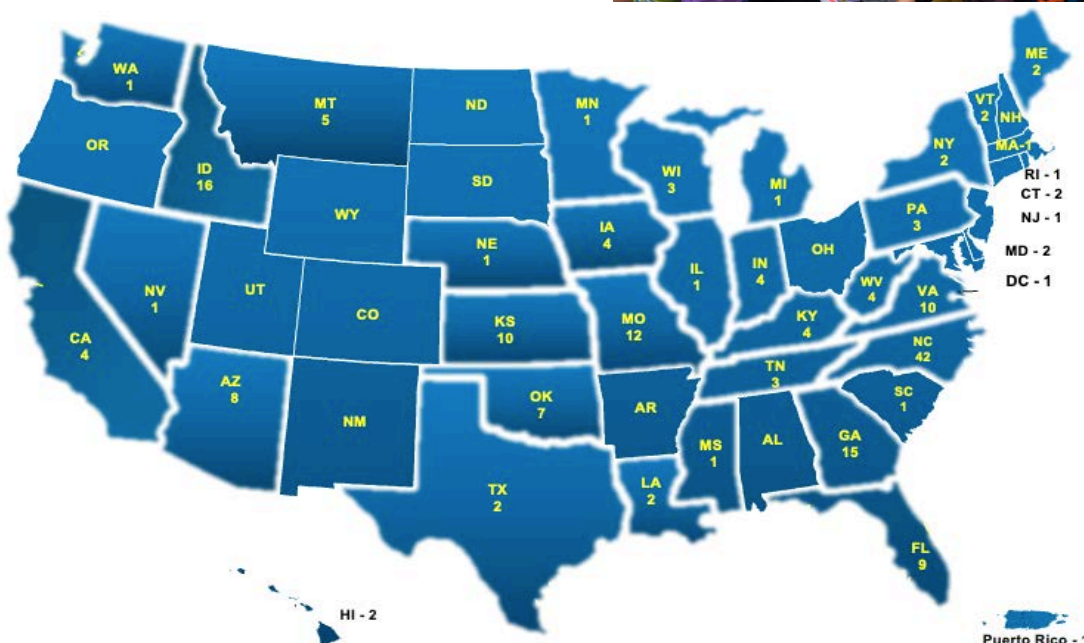 WA
1
MT
5
ND
MN
1
ME
2
VT
2
NH
OR
ID
16
SD
WI
3
MI
1
NY
2
MA-1
RI - 1
CT - 2
NJ - 1
WY
NE
1
IA
4
PA
3
MD - 2
DC - 1
NV
1
UT
CO
KS
10
MO
12
IL
1
IN
4
OH
WV
4
VA
10
KY
4
CA
4
AZ
8
NM
OK
7
AR
TN
3
NC
42
SC
1
TX
2
LA
2
MS
1
AL
GA
15
FL
9
HI - 2
Puerto Rico -